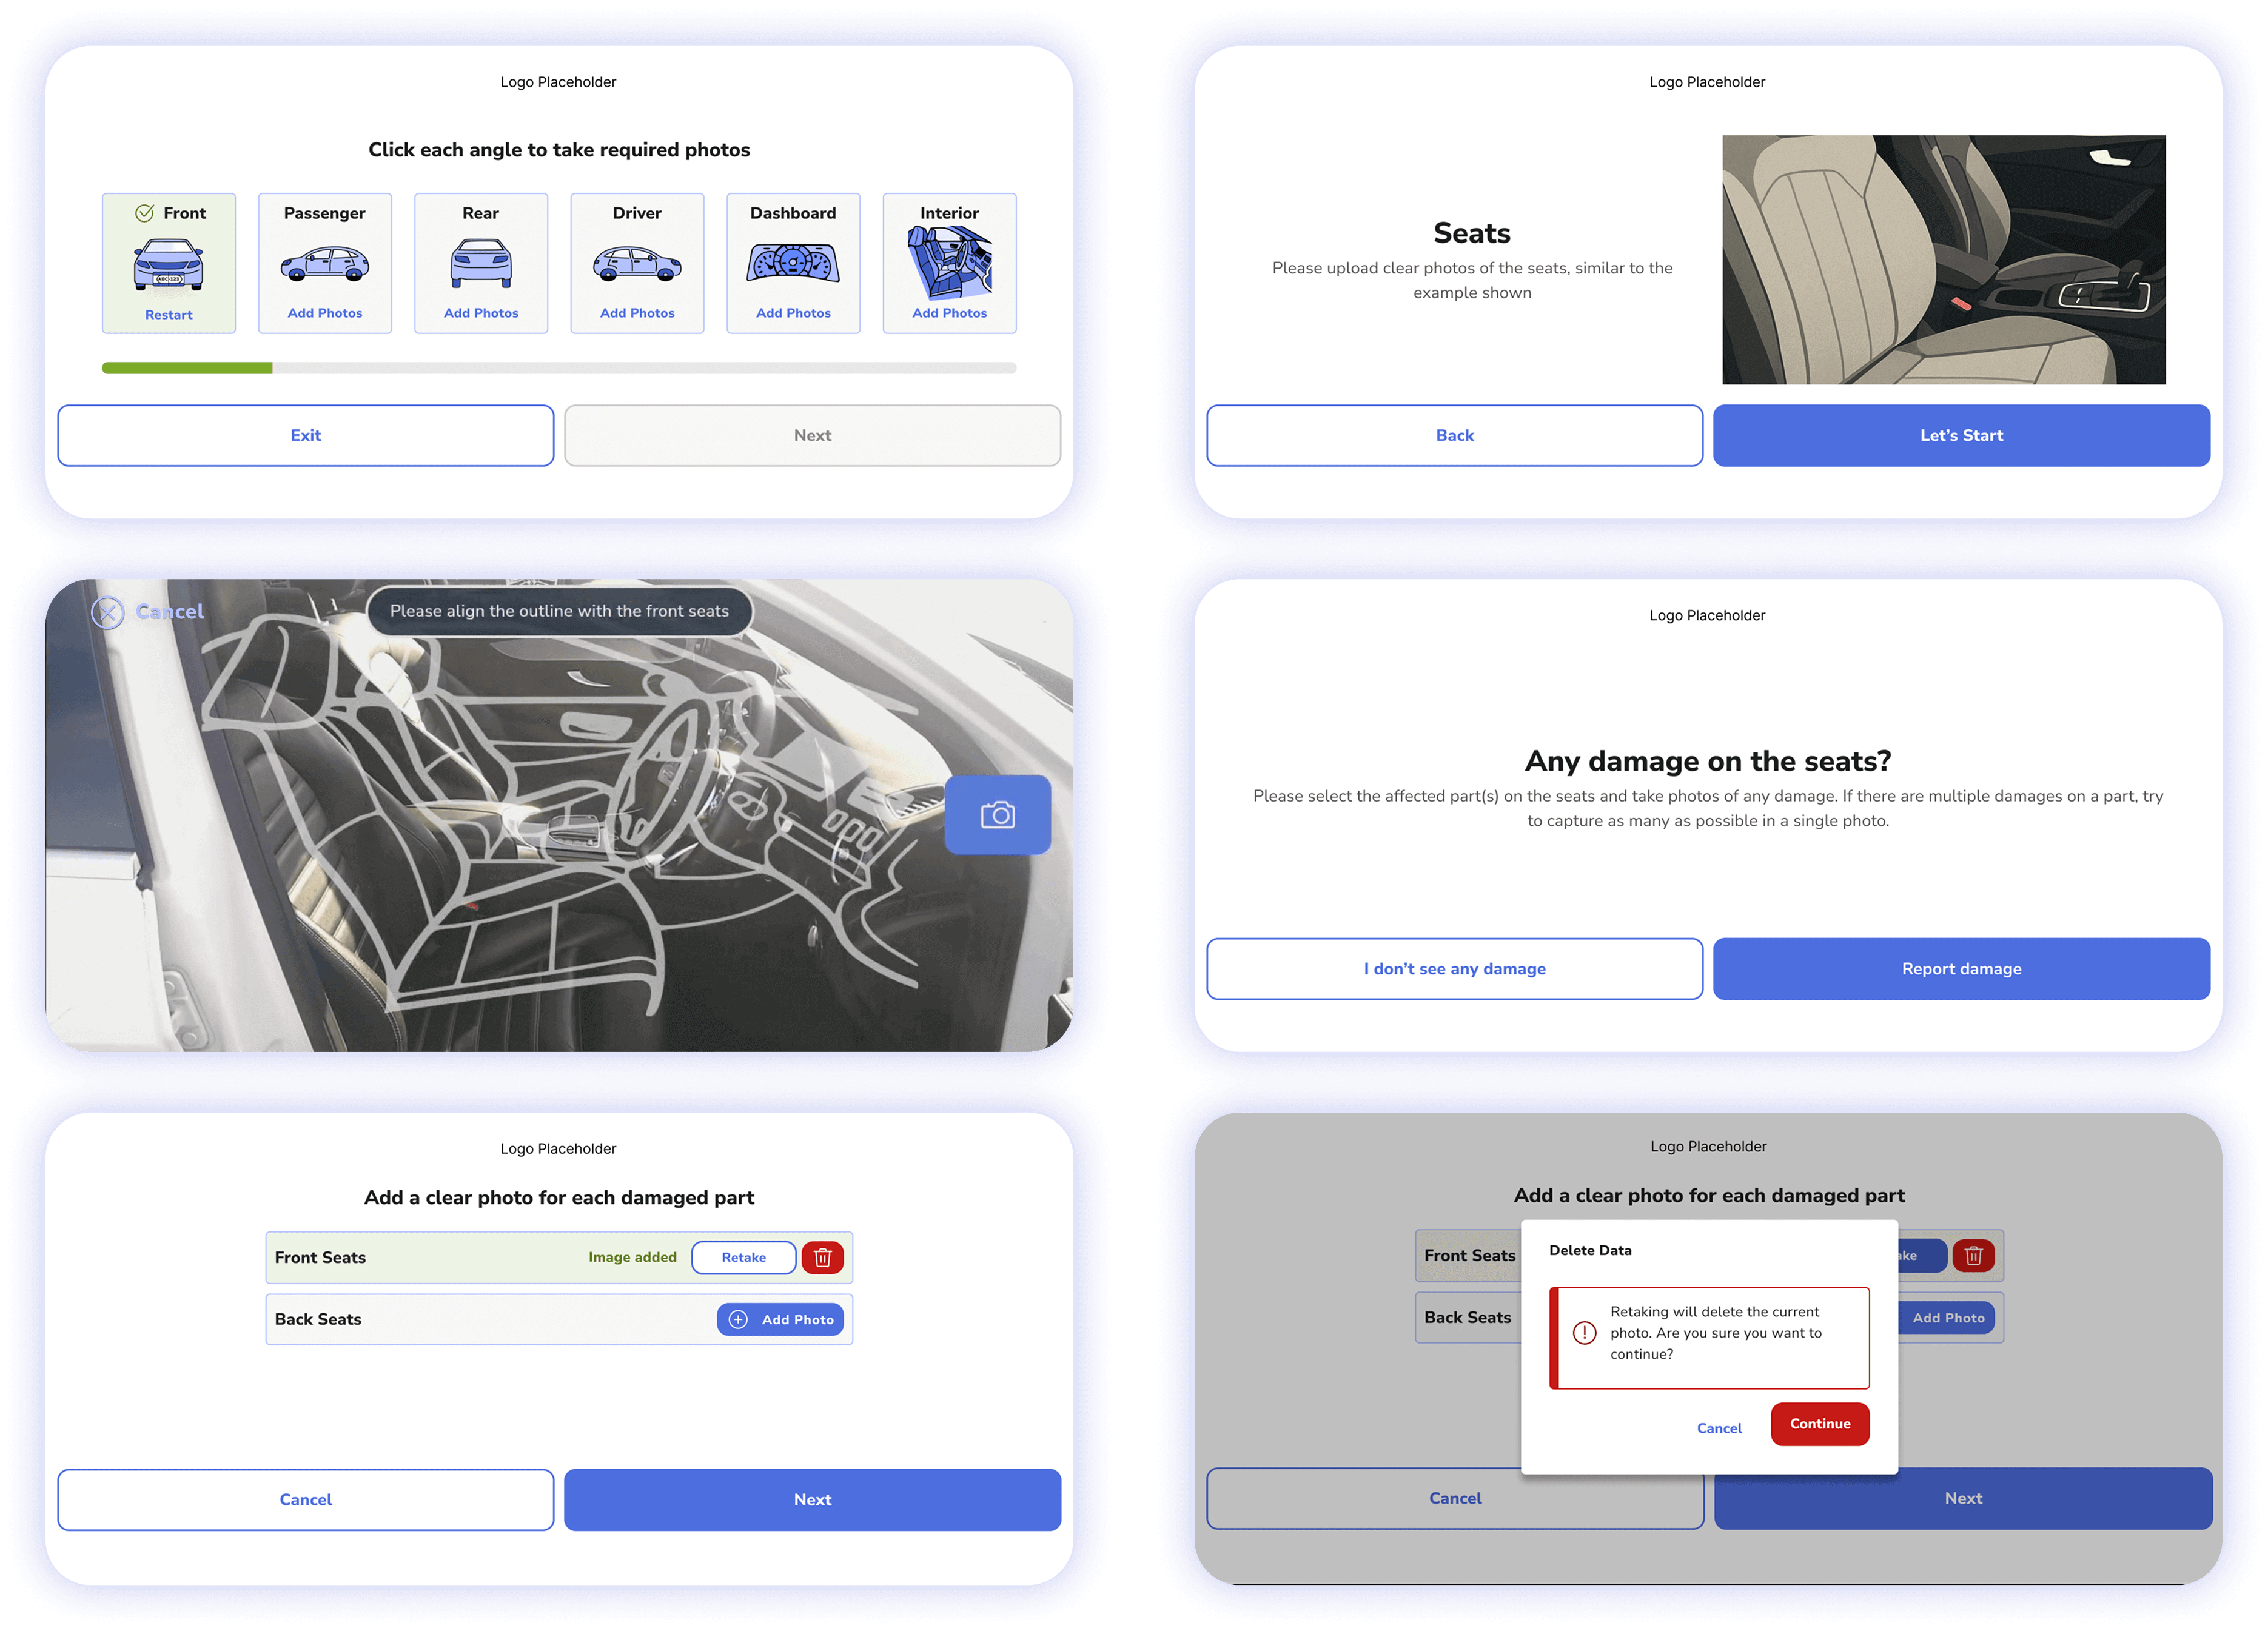 Logo Placeholder
Click each angle to take required photos
Front
Passenger
Rear
Driver
Dashboard
Interior
ABC 123
Restart
Add Photos
Add Photos
Add Photos
Add Photos
Add Photos
Exit
Next
Logo Placeholder
Seats
Please upload clear photos of the seats, similar to the
example shown
Back
Let's Start
Cancel
Please align the outline with the front seats
Logo Placeholder
Any damage on the seats?
Please select the affected part(s) on the seats and take photos of any damage. If there are multiple damages on a part, try
to capture as many as possible in a single photo.
I don't see any damage
Report damage
Logo Placeholder
Add a clear photo for each damaged part
Front Seats
Image added
Retake
Back Seats
Add Photo
Cancel
Next
Logo Placeholder
Add a clear photo for each damaged part
Front Seats
ake
Back Seats
Add Photo
Delete Data
Retaking will delete the current
photo. Are you sure you want to
continue?
Cancel
Continue
Cancel
Next